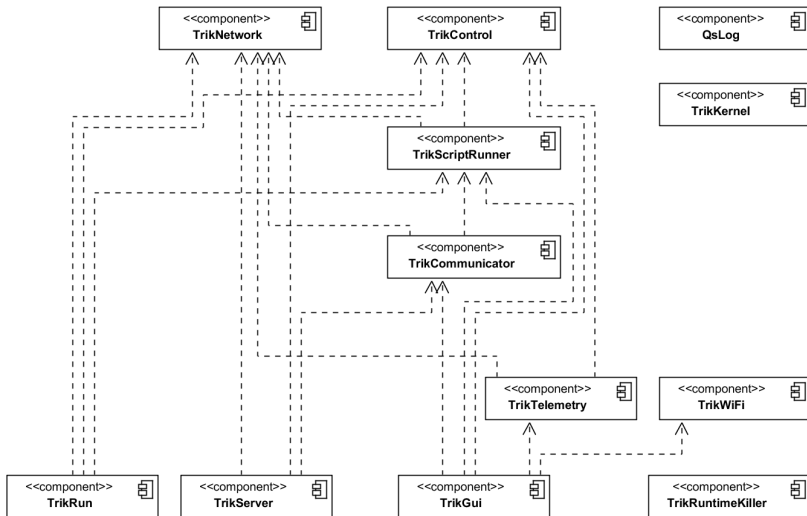 <<component>>
TrikNetwork
<<component>>
TrikControl
<<component>>
QsLog
<<component>>
TrikKernel
<<component>>
TrikScriptRunner
<<component>>
TrikCommunicator
<<component>>
TrikTelemetry
<<component>>
TrikWiFi
<<component>>
TrikRun
<<component>>
TrikServer
<<component>>
TrikGui
<<component>>
TrikRuntimeKiller